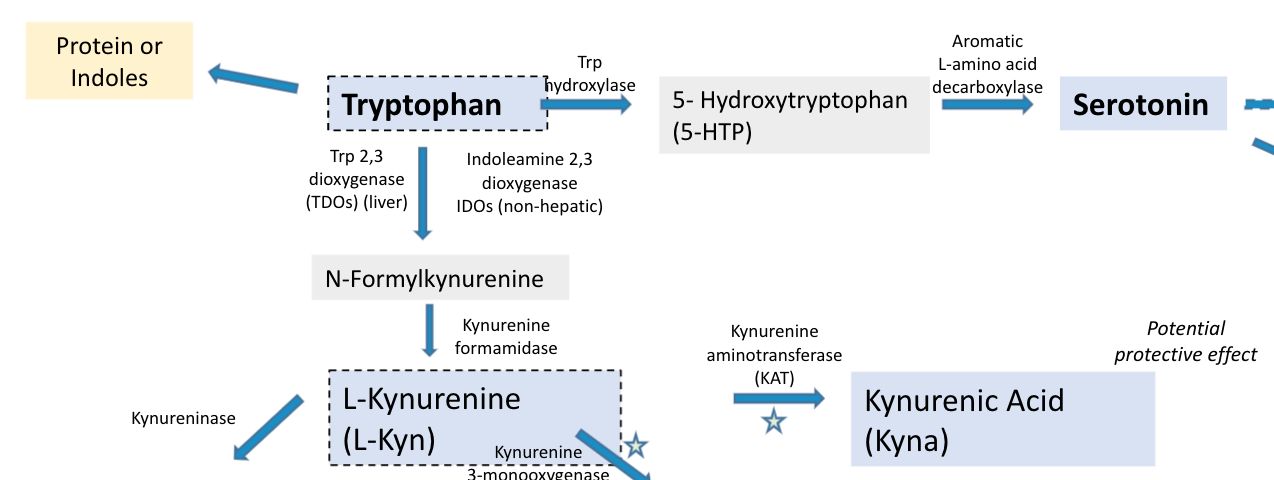 Protein or
Indoles
Tryptophan
Trp
hydroxylase
5- Hydroxytryptophan
(5-HTP)
Aromatic
L-amino acid
decarboxylase
Serotonin
Trp 2,3
dioxygenase
(TDOs) (liver)
Indoleamine 2,3
dioxygenase
IDOs (non-hepatic)
N-Formylkynurenine
Kynurenine
formamidase
Kynurenine
aminotransferase
(KAT)
Potential
protective effect
Kynureninase
L-Kynurenine
(L-Kyn)
Kynurenine
3-monooxygenase
Kynurenic Acid
(Kyna)